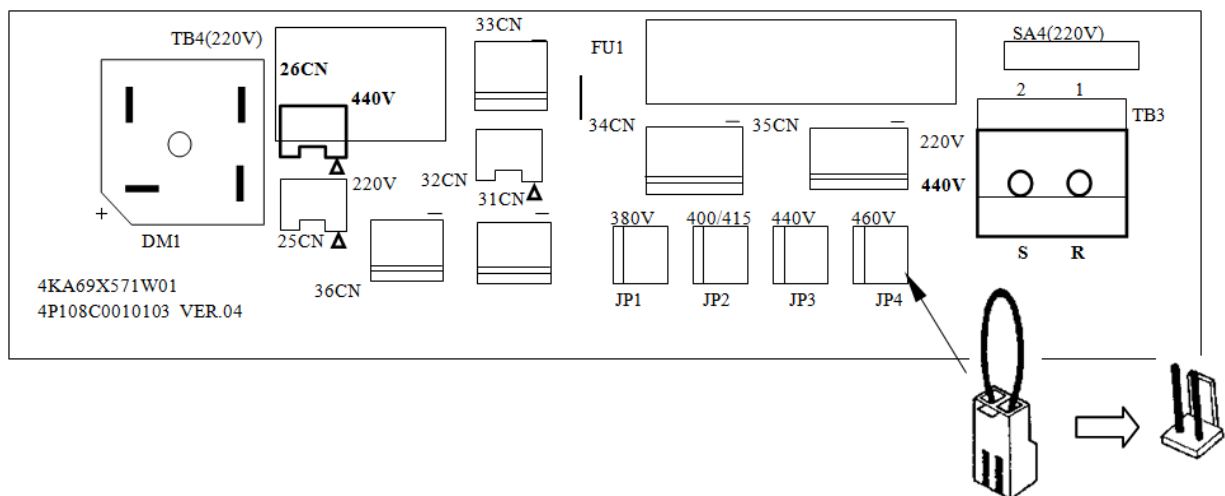 33CN
TB4(220V)
FU1
SA4(220V)
26CN
440V
2 1
TB3
34CN
35CN
220V
440V
220V
32CN
31CN
380V
400/415
440V
460V
+
DM1
25CN
S R
36CN
JP1
JP2
JP3
JP4
4KA69X571W01
4P108C0010103 VER.04